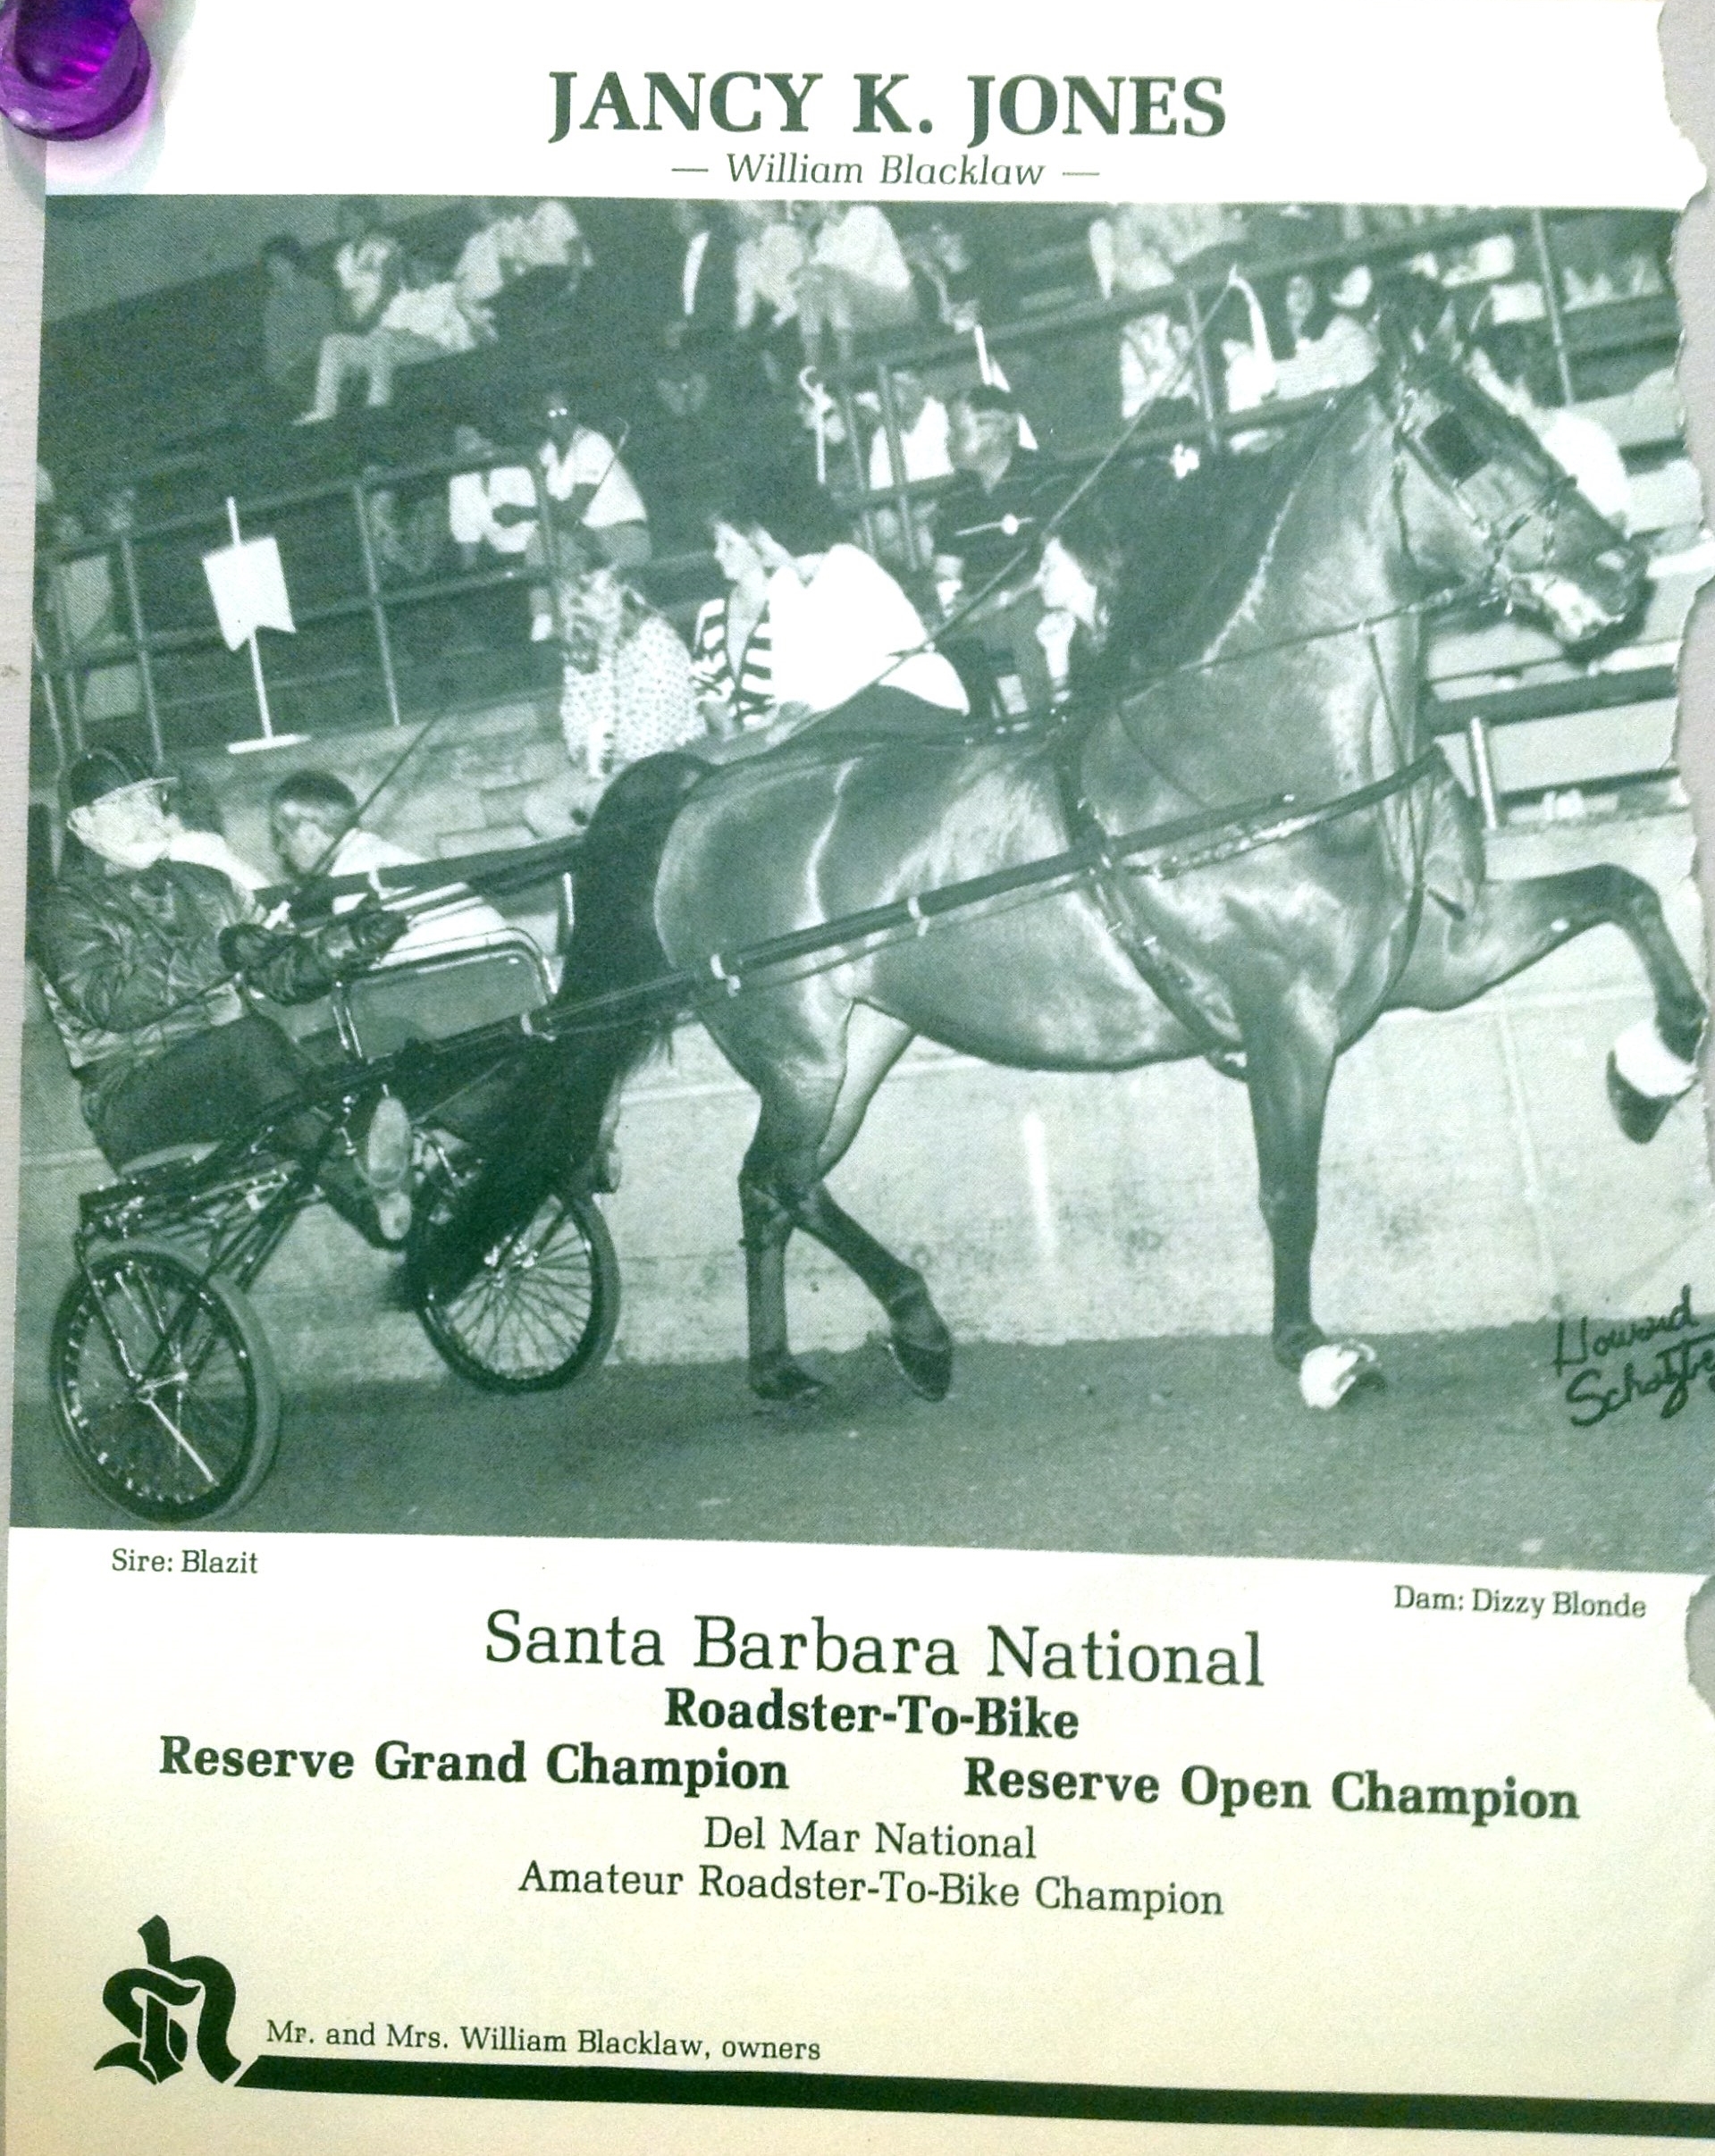 JANCY K. JONES
— William Blacklaw —
Howard
Sire: Blazit
Dam: Dizzy Blonde
Santa Barbara National
Roadster-To-Bike
Reserve Grand Champion Reserve Open Champion
Del Mar National
Amateur Roadster-To-Bike Champion
Mr. and Mrs. William Blacklaw, owners